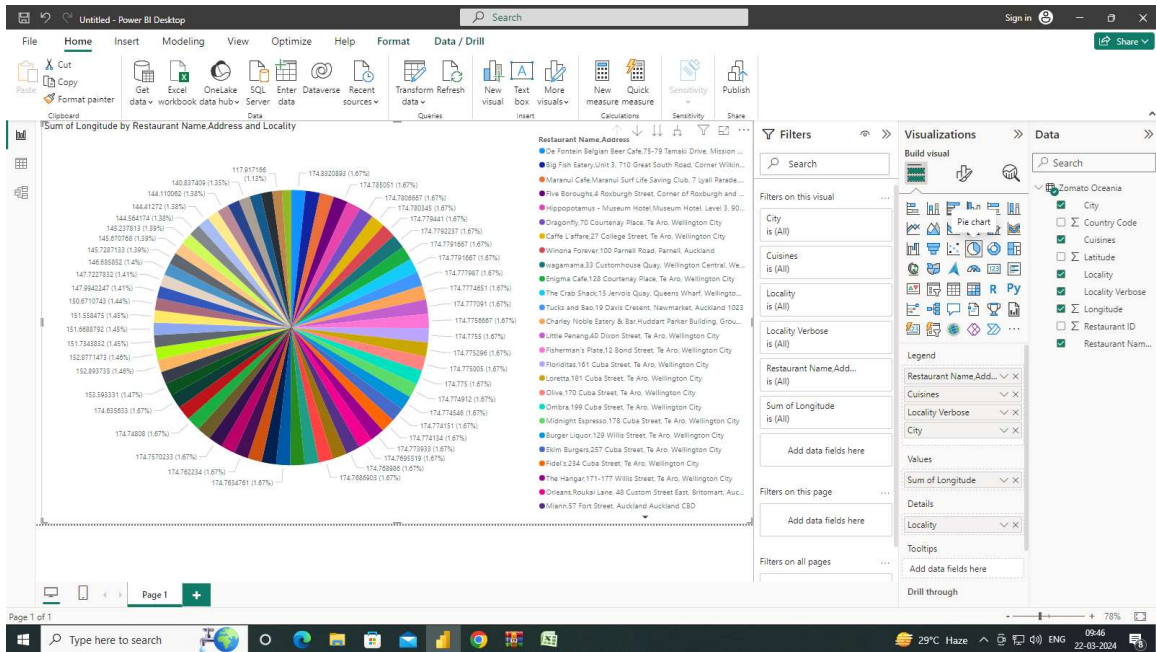 Untitled - Power BI Desktop
Search
Sign in
File Home Insert Modeling View Optimize Help Format Data / Drill
Share
Paste
Cut
Copy
Format painter
Get data
Excel workbook
OneLake data hub
SQL Server
Enter data
Dataverse
Recent sources
Transform data
Refresh
New visual
Text box
More visuals
New measure
Quick measure
Sensitivity
Publish
Clipboard
Data
Queries
Insert
Calculations
Sensitivity
Share
Sum of Longitude by Restaurant Name,Address and Locality
117.917166 (1.13%)
140.837409 (1.35%)
144.110062 (1.38%)
144.41272 (1.38%)
144.564174 (1.38%)
145.237813 (1.39%)
145.670768 (1.39%)
145.7287133 (1.39%)
146.685852 (1.4%)
147.7227832 (1.41%)
147.9942247 (1.41%)
150.6710743 (1.44%)
151.558475 (1.45%)
151.6688792 (1.45%)
151.7343832 (1.45%)
152.8771473 (1.46%)
152.893735 (1.46%)
153.593331 (1.47%)
174.635633 (1.67%)
174.74808 (1.67%)
174.7570233 (1.67%)
174.762234 (1.67%)
174.7634761 (1.67%)
174.8320893 (1.67%)
174.785051 (1.67%)
174.7806667 (1.67%)
174.780345 (1.67%)
174.779441 (1.67%)
174.7792237 (1.67%)
174.7791667 (1.67%)
174.7791667 (1.67%)
174.777987 (1.67%)
174.7774651 (1.67%)
174.777091 (1.67%)
174.7756667 (1.67%)
174.7755 (1.67%)
174.775296 (1.67%)
174.775005 (1.67%)
174.775 (1.67%)
174.774912 (1.67%)
174.774546 (1.67%)
174.774151 (1.67%)
174.774134 (1.67%)
174.773933 (1.67%)
174.7695519 (1.67%)
174.768986 (1.67%)
174.7686903 (1.67%)
Restaurant Name,Address
De Fontein Belgian Beer Cafe,75-79 Tamaki Drive, Mission ...
Big Fish Eatery,Unit 3, 710 Great South Road, Corner Wilkin...
Maranui Cafe,Maranui Surf Life Saving Club, 7 Lyall Parade...
Five Boroughs,4 Roxburgh Street, Corner of Roxburgh and ...
Hippopotamus - Museum Hotel,Museum Hotel, Level 3, 90...
Dragonfly,70 Courtenay Place, Te Aro, Wellington City
Caffe L'affare,27 College Street, Te Aro, Wellington City
Winona Forever,100 Parnell Road, Parnell, Auckland
wagamama,33 Customhouse Quay, Wellington Central, We...
Enigma Cafe,128 Courtenay Place, Te Aro, Wellington City
The Crab Shack,15 Jervois Quay, Queens Wharf, Wellingto...
Tucks and Bao,19 Davis Crescent, Newmarket, Auckland 1023
Charley Noble Eatery & Bar,Huddart Parker Building, Grou...
Little Penang,40 Dixon Street, Te Aro, Wellington City
Fisherman's Plate,12 Bond Street, Te Aro, Wellington City
Floriditas,161 Cuba Street, Te Aro, Wellington City
Loretta,181 Cuba Street, Te Aro, Wellington City
Olive,170 Cuba Street, Te Aro, Wellington City
Ombra,199 Cuba Street, Te Aro, Wellington City
Midnight Espresso,178 Cuba Street, Te Aro, Wellington City
Burger Liquor,129 Willis Street, Te Aro, Wellington City
Ekim Burgers,257 Cuba Street, Te Aro, Wellington City
Fidel's,234 Cuba Street, Te Aro, Wellington City
The Hangar,171-177 Willis Street, Te Aro, Wellington City
Orleans,Roukai Lane, 48 Custom Street East, Britomart, Auc...
Miann,57 Fort Street, Auckland Auckland CBD
Filters
Search
Filters on this visual
City
is (All)
Cuisines
is (All)
Locality
is (All)
Locality Verbose
is (All)
Restaurant Name,Add...
is (All)
Sum of Longitude
is (All)
Add data fields here
Filters on this page
Add data fields here
Filters on all pages
Visualizations
Build visual
Pie chart
123
R Py
Legend
Restaurant Name,Add...
Cuisines
Locality Verbose
City
Values
Sum of Longitude
Details
Locality
Tooltips
Add data fields here
Drill through
Data
Search
Zomato Oceania
City
Country Code
Cuisines
Latitude
Locality
Locality Verbose
Longitude
Restaurant ID
Restaurant Nam...
Page 1
Page 1 of 1
78%
Type here to search
29°C Haze
ENG
09:46
22-03-2024
8